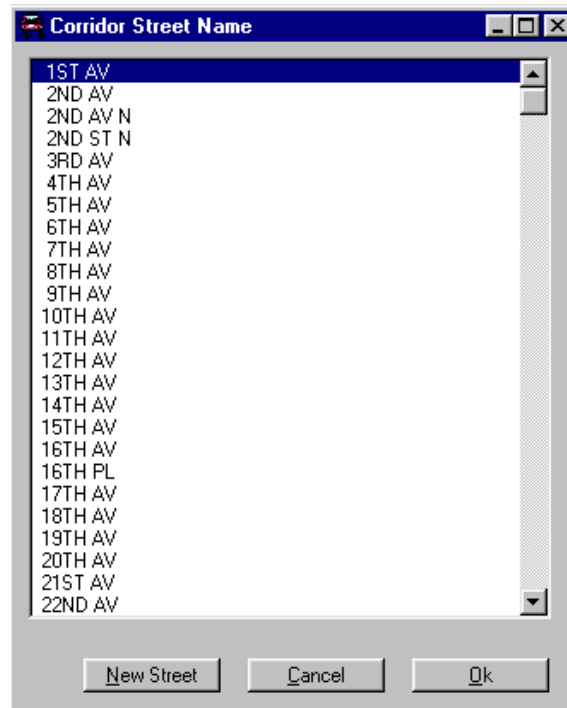 Corridor Street Name
1ST AV
2ND AV
2ND AV N
2ND ST N
3RD AV
4TH AV
5TH AV
6TH AV
7TH AV
8TH AV
9TH AV
10TH AV
11TH AV
12TH AV
13TH AV
14TH AV
15TH AV
16TH AV
16TH PL
17TH AV
18TH AV
19TH AV
20TH AV
21ST AV
22ND AV
New Street Cancel Ok